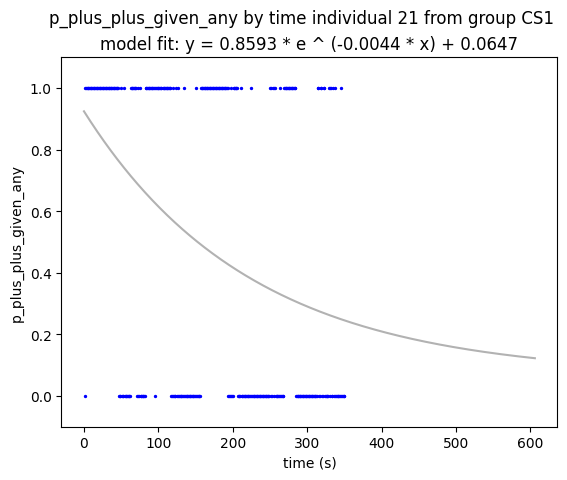 p_plus_plus_given_any by time individual 21 from group CS1
model fit: y = 0.8593 * e ^ (-0.0044 * x) + 0.0647
p_plus_plus_given_any
1.0
0.8
0.6
0.4
0.2
0.0
0 100 200 300 400 500 600
time (s)